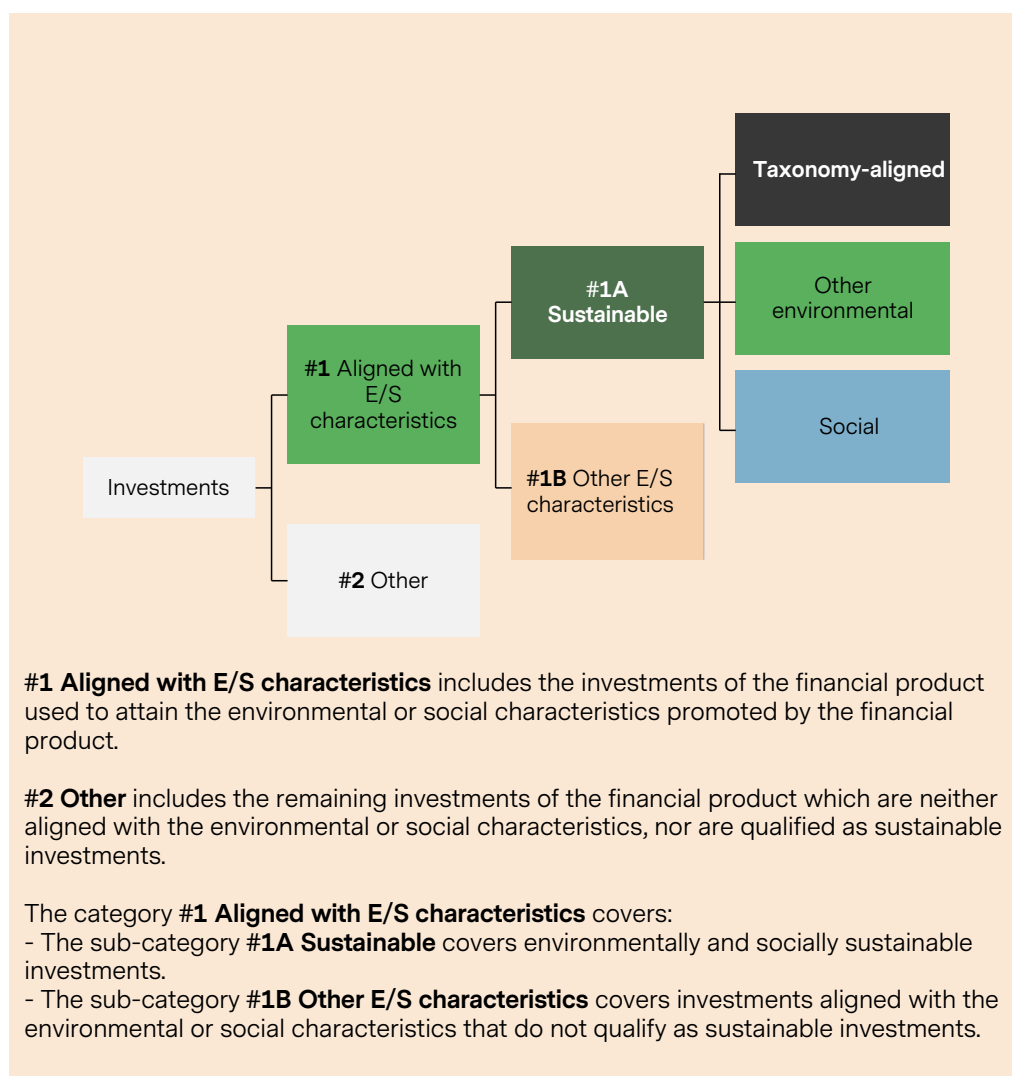 Taxonomy-aligned
Other
environmental
#1A
Sustainable
#1 Aligned with
E/S
characteristics
Social
#1B Other E/S
characteristics
Investments
#2 Other
#1 Aligned with E/S characteristics includes the investments of the financial product
used to attain the environmental or social characteristics promoted by the financial
product.
#2 Other includes the remaining investments of the financial product which are neither
aligned with the environmental or social characteristics, nor are qualified as sustainable
investments.
The category #1 Aligned with E/S characteristics covers:
- The sub-category #1A Sustainable covers environmentally and socially sustainable
investments.
- The sub-category #1B Other E/S characteristics covers investments aligned with the
environmental or social characteristics that do not qualify as sustainable investments.